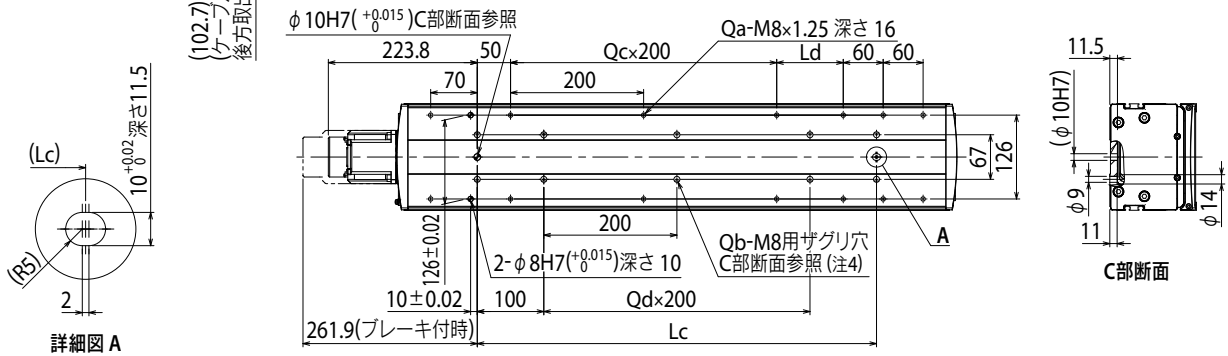 (102.7)
(ケーブル
後方取出
φ10H7( +0.015 0 )C部断面参照
Qa-M8×1.25 深さ 16
223.8
50
Qc×200
Ld
60
60
70
200
11.5
(φ10H7)
10 +0.02 0 深さ11.5
(Lc)
(R5)
2
詳細図 A
126±0.02
67
126
φ9
φ14
11
C部断面
200
Qb-M8用ザグリ穴
C部断面参照 (注4)
A
2-φ8H7( +0.015 0 )深さ 10
10±0.02
100
Qd×200
261.9(ブレーキ付時)
Lc